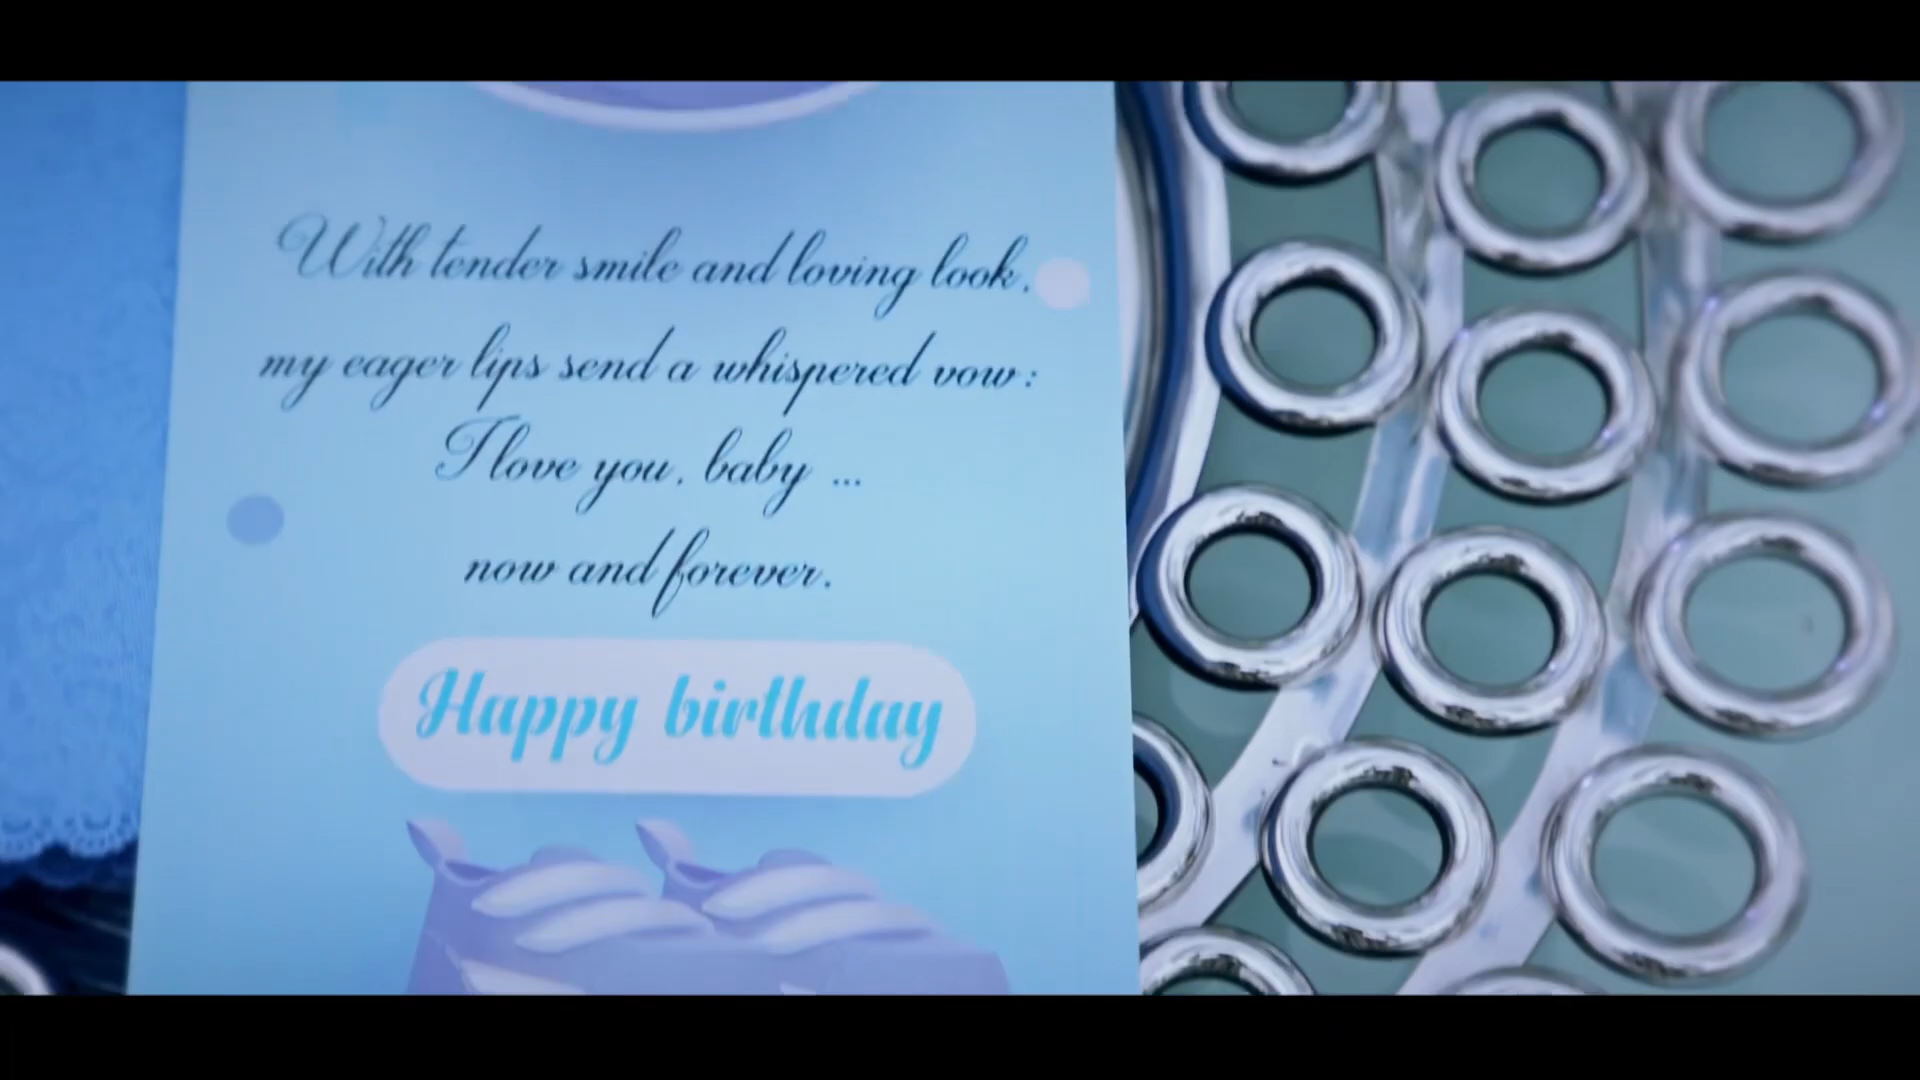 With tender smile and loving look,
my eager lips send a whispered vow:
I love you, baby ...
now and forever.
Happy birthday